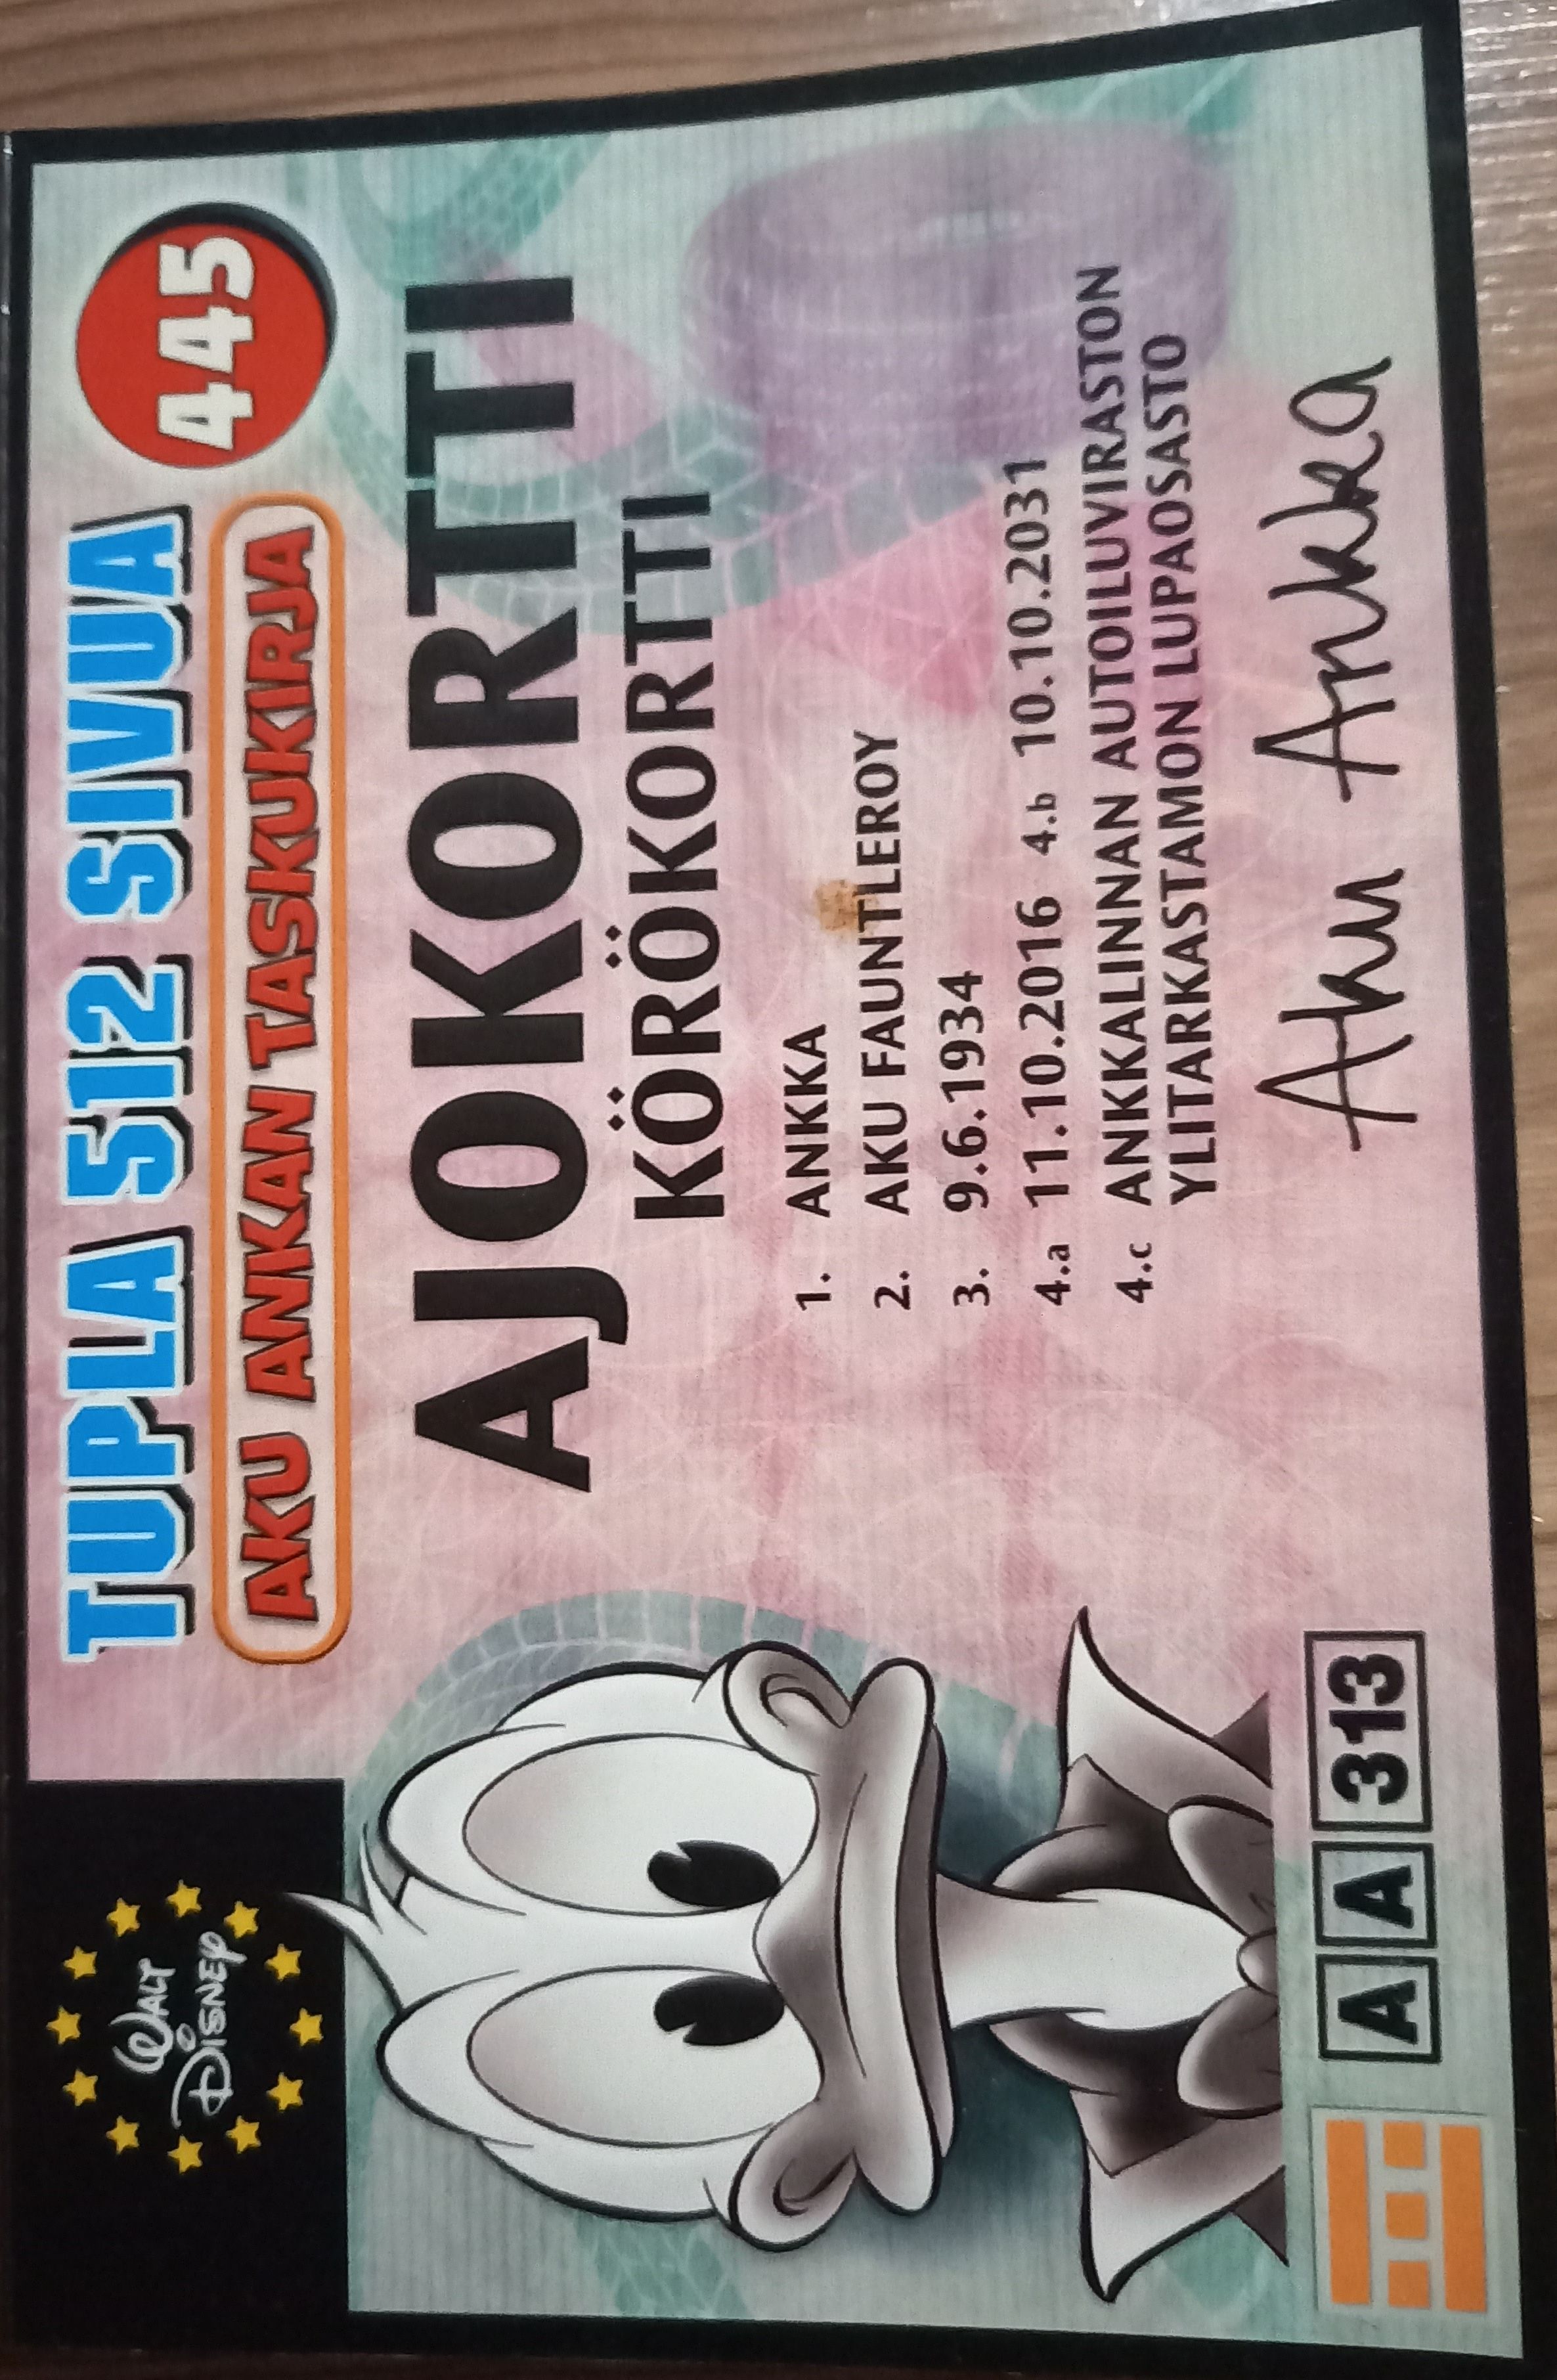 TUPLA 512 SIVUA
445
AKU ANKAN TASKUKIRJA
WALT
DISNEY
AJOKORTTI
KÖRÖKORTTI
1. ANKKA
2. AKU FAUNTLEROY
3. 9.6.1934
4.a 11.10.2016 4.b 10.10.2031
4.c ANKKALINNAN AUTOILUVIRASTON
YLITARKASTAMON LUPAOSASTO
Aku Ankka
A A 313